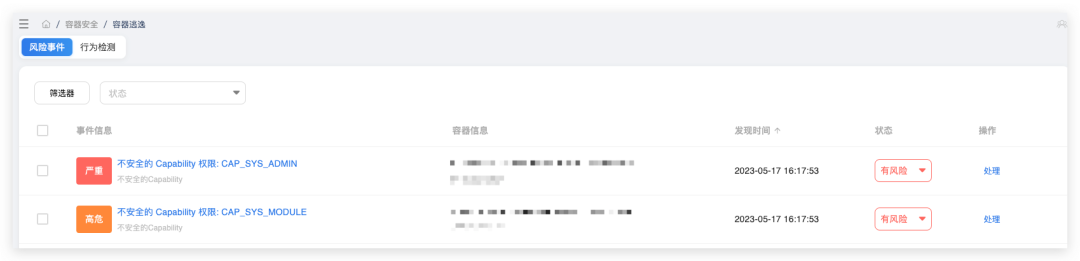 / 容器安全 / 容器逃逸
风险事件 行为检测
筛选器 状态
事件信息 容器信息 发现时间 状态 操作
严重 不安全的 Capability 权限: CAP_SYS_ADMIN 2023-05-17 16:17:53 有风险 处理
不安全的Capability
高危 不安全的 Capability 权限: CAP_SYS_MODULE 2023-05-17 16:17:53 有风险 处理
不安全的Capability